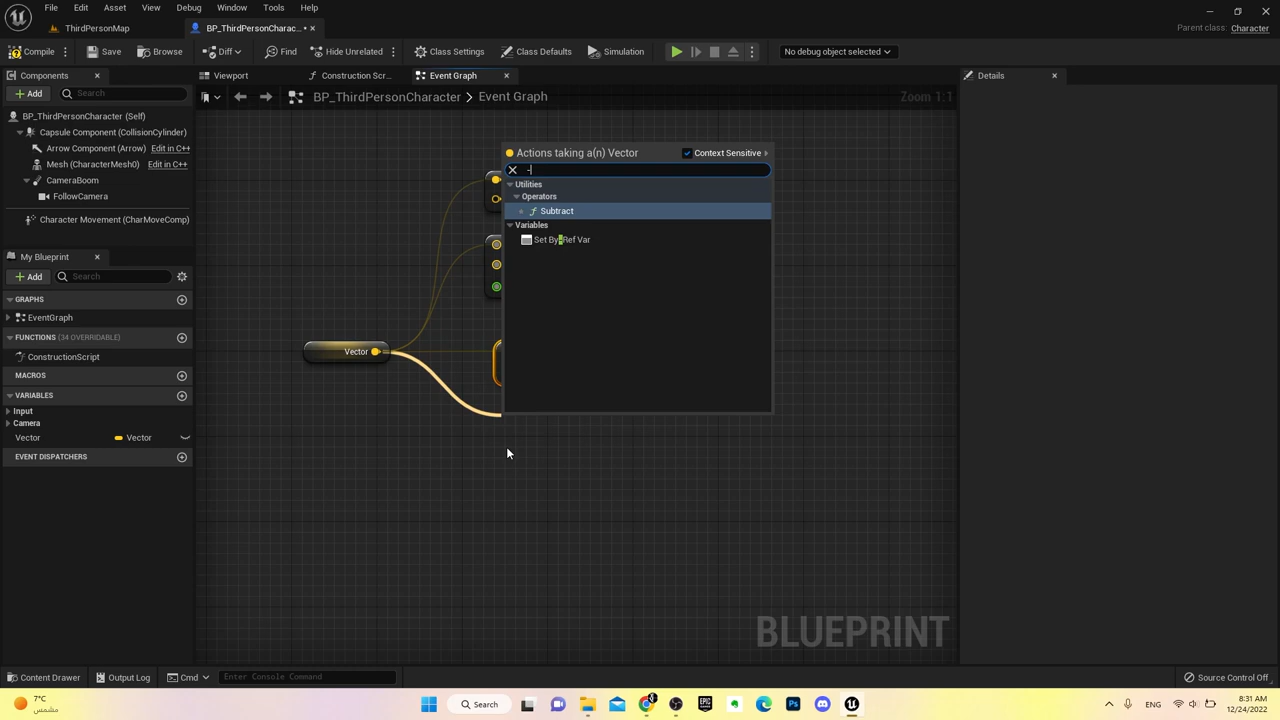 File Edit Asset View Debug Window Tools Help
ThirdPersonMap
BP_ThirdPersonCharac...
Parent class: Character
Compile
Save
Browse
Diff
Find
Hide Unrelated
Class Settings
Class Defaults
Simulation
No debug object selected
Components
Viewport
Construction Scr...
Event Graph
Details
Add
Search
BP_ThirdPersonCharacter > Event Graph
Zoom 1:1
BP_ThirdPersonCharacter (Self)
Capsule Component (CollisionCylinder)
Arrow Component (Arrow) Edit in C++
Mesh (CharacterMesh0) Edit in C++
CameraBoom
FollowCamera
Character Movement (CharMoveComp)
My Blueprint
Add
Search
GRAPHS
EventGraph
FUNCTIONS (34 OVERRIDABLE)
ConstructionScript
MACROS
VARIABLES
Input
Camera
Vector Vector
EVENT DISPATCHERS
Vector
Actions taking a(n) Vector
Context Sensitive
-
Utilities
Operators
f Subtract
Variables
Set By-Ref Var
BLUEPRINT
Content Drawer
Output Log
Cmd
Enter Console Command
Source Control Off
7°C
مشمس
Search
ENG
8:31 AM
12/24/2022